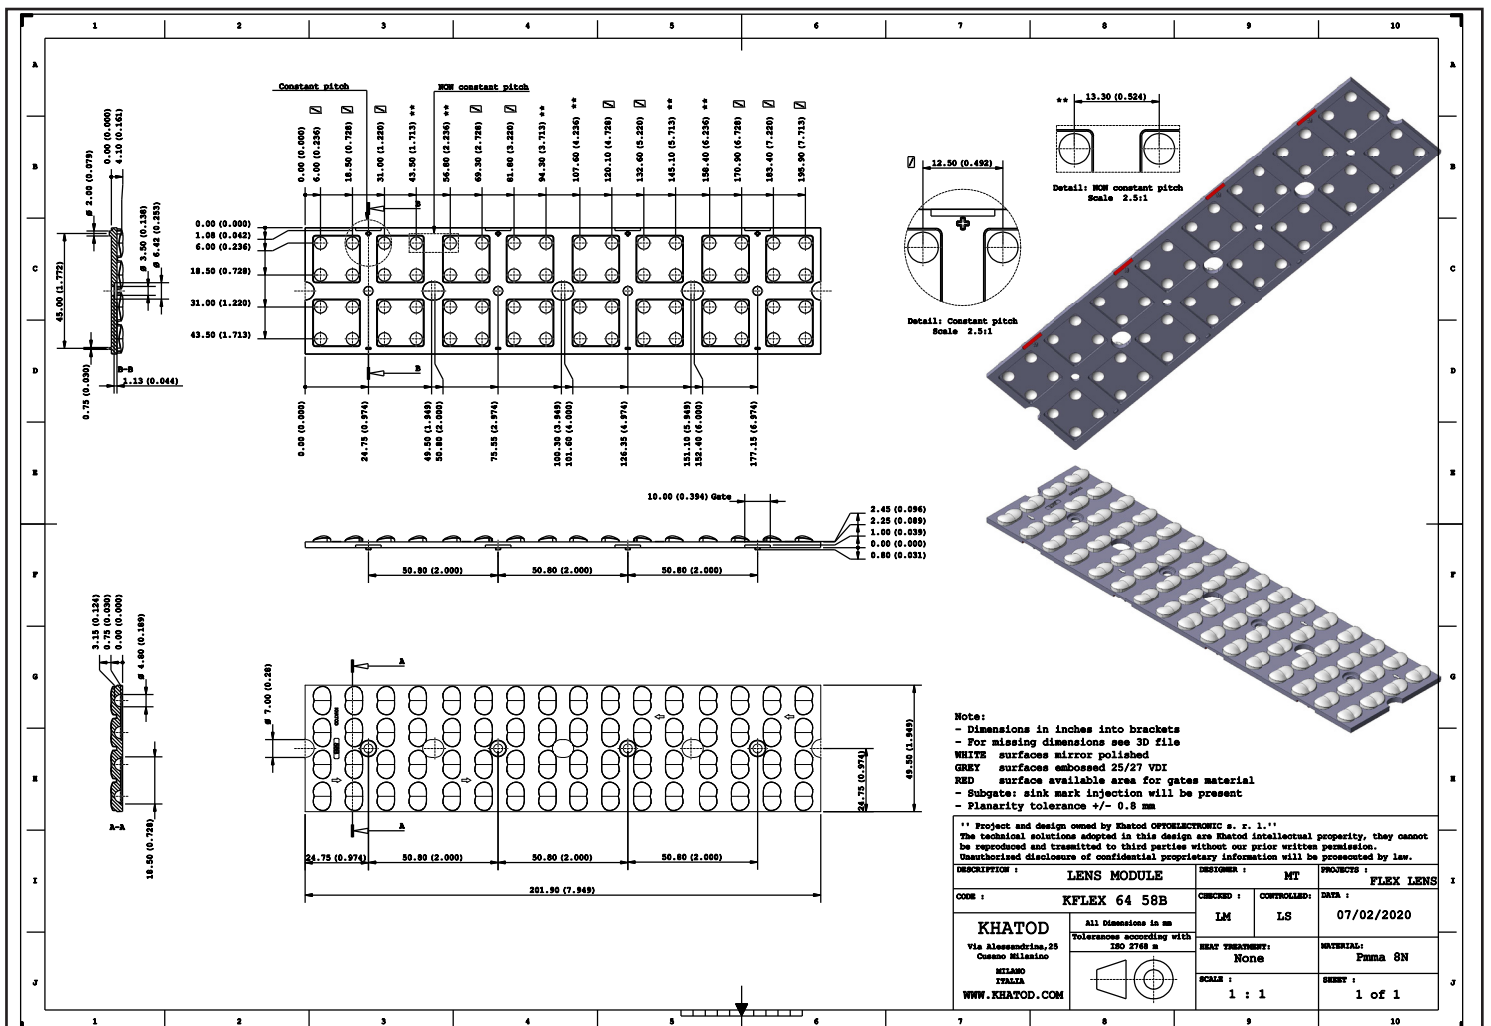 1 2 3 4 5 6 7 8 9 10
A A
Constant pitch
NON constant pitch
** 13.30 (0.524)
Detail: NON constant pitch
Scale 2.5:1
12.50 (0.492)
Detail: Constant pitch
Scale 2.5:1
B B
0.00 (0.000)
4.10 (0.161)
Ø 2.00 (0.079)
Ø 3.50 (0.138)
Ø 6.42 (0.253)
45.00 (1.772)
0.75 (0.030)
B-B
1.13 (0.044)
0.00 (0.000)
6.00 (0.236)
18.50 (0.728)
31.00 (1.220)
43.50 (1.713) **
56.80 (2.236) **
69.30 (2.728)
81.80 (3.220)
94.30 (3.713) **
107.60 (4.236) **
120.10 (4.728)
132.60 (5.220)
145.10 (5.713) **
158.40 (6.236) **
170.90 (6.728)
183.40 (7.220)
195.90 (7.713)
B
0.00 (0.000)
1.08 (0.042)
6.00 (0.236)
18.50 (0.728)
31.00 (1.220)
43.50 (1.713)
B
C C
D D
0.00 (0.000)
24.75 (0.974)
49.50 (1.949)
50.80 (2.000)
75.55 (2.974)
100.30 (3.949)
101.60 (4.000)
126.35 (4.974)
151.10 (5.949)
152.40 (6.000)
177.15 (6.974)
E E
10.00 (0.394) Gate
2.45 (0.096)
2.25 (0.089)
1.00 (0.039)
0.00 (0.000)
0.80 (0.031)
50.80 (2.000) 50.80 (2.000) 50.80 (2.000)
F F
3.15 (0.124)
0.75 (0.030)
0.00 (0.000)
Ø 4.80 (0.189)
18.50 (0.728)
A-A
G G
A
Ø 7.00 (0.28)
49.50 (1.949)
24.75 (0.974)
A
24.75 (0.974) 50.80 (2.000) 50.80 (2.000) 50.80 (2.000)
201.90 (7.949)
H H
Note:
- Dimensions in inches into brackets
- For missing dimensions see 3D file
WHITE surfaces mirror polished
GREY surfaces embossed 25/27 VDI
RED surface available area for gates material
- Subgate: sink mark injection will be present
- Planarity tolerance +/- 0.8 mm
'' Project and design owned by Khatod OPTOELECTRONIC s. r. l.''
The technical solutions adopted in this design are Khatod intellectual properity, they cannot
be reproduced and trasmitted to third parties without our prior written permission.
Unauthorized disclosure of confidential proprietary information will be prosecuted by law.
I I
DESCRIPTION : LENS MODULE
DESIGNER : MT
PROJECTS : FLEX LENS
CODE : KFLEX 64 58B
CHECKED : LM
CONTROLLED: LS
DATA : 07/02/2020
KHATOD
Via Alessandrina,25
Cusano Milanino
MILANO
ITALIA
WWW.KHATOD.COM
All Dimensions in mm
Tolerances according with
ISO 2768 m
HEAT TREATMENT: None
MATERIAL: Pmma 8N
SCALE : 1 : 1
SHEET : 1 of 1
J J
1 2 3 4 5 6 7 8 9 10